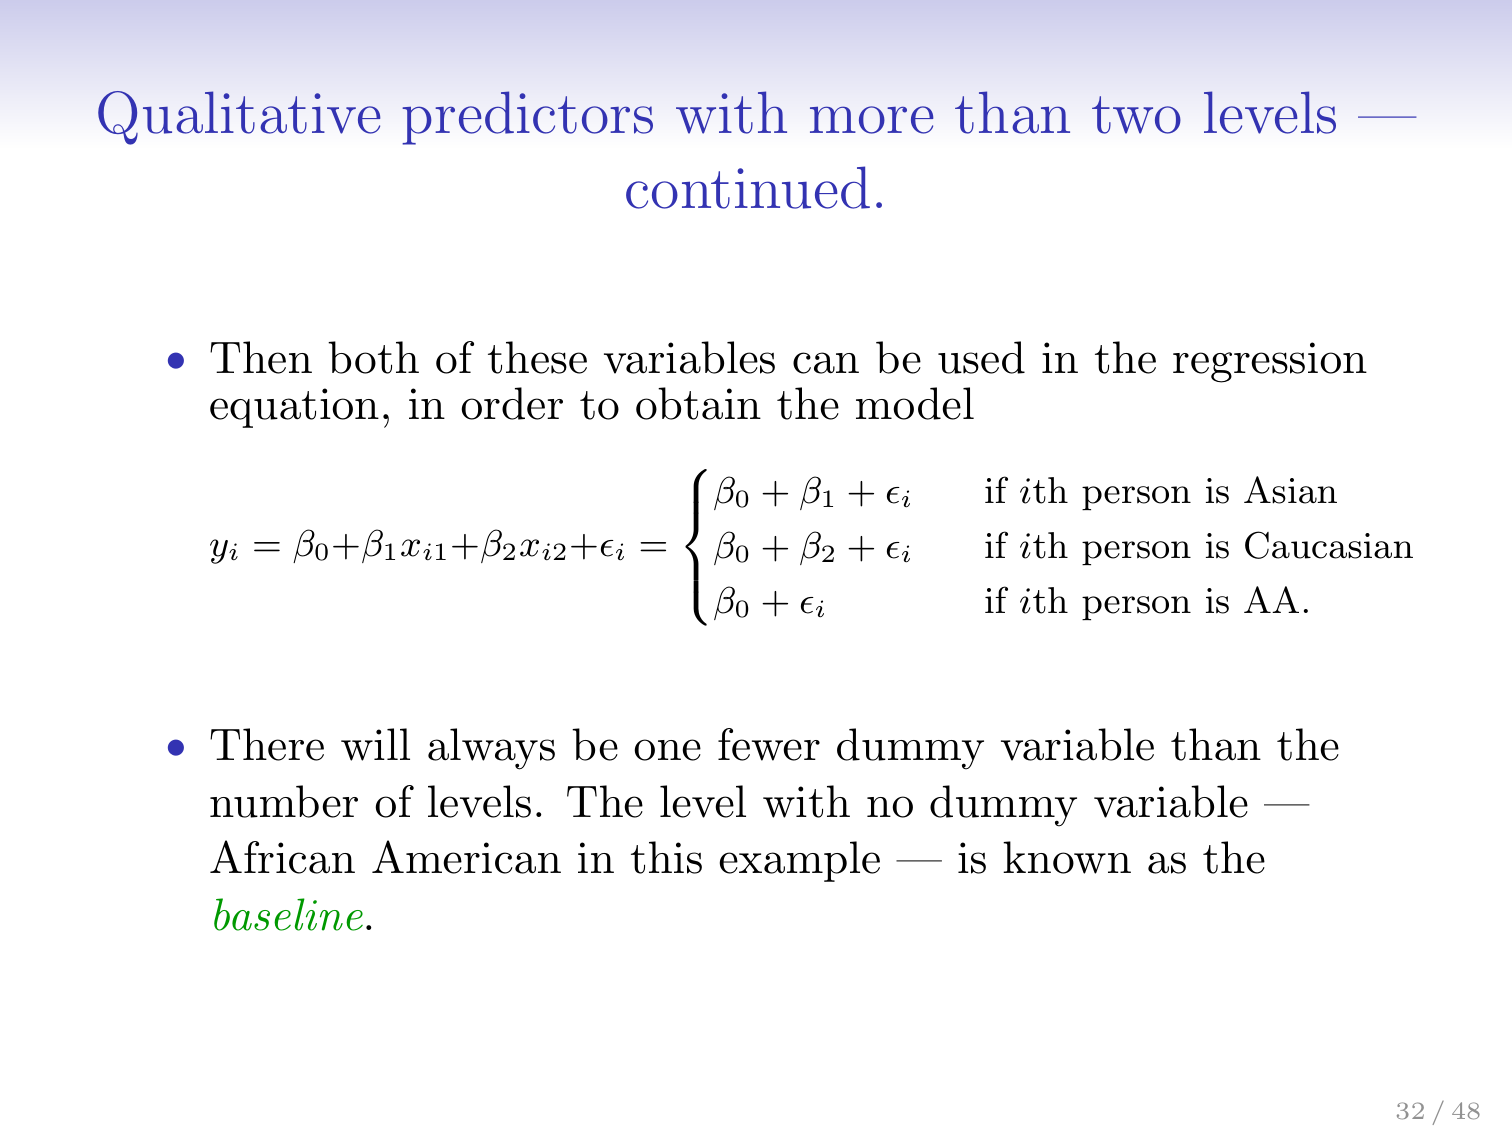 Qualitative predictors with more than two levels —
continued.
• Then both of these variables can be used in the regression
equation, in order to obtain the model
yᵢ = β₀+β₁xᵢ₁+β₂xᵢ₂+ϵᵢ = { β₀ + β₁ + ϵᵢ if ith person is Asian
β₀ + β₂ + ϵᵢ if ith person is Caucasian
β₀ + ϵᵢ if ith person is AA.
• There will always be one fewer dummy variable than the
number of levels. The level with no dummy variable —
African American in this example — is known as the
baseline.
32 / 48